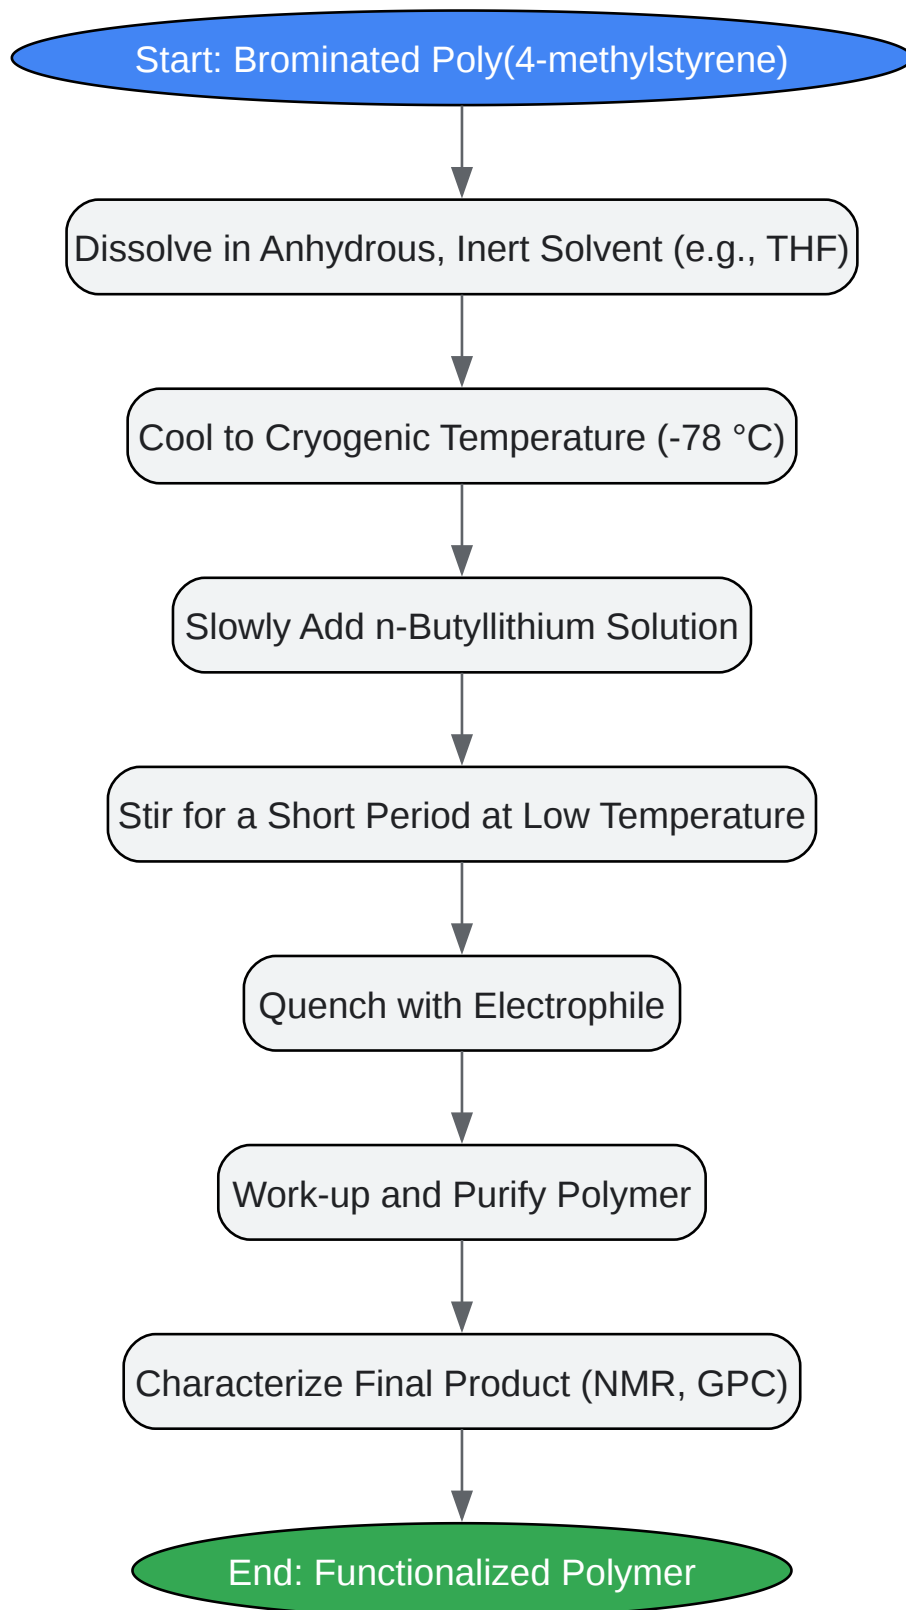 Start: Brominated Poly(4-methylstyrene)
Dissolve in Anhydrous, Inert Solvent (e.g., THF)
Cool to Cryogenic Temperature (-78 °C)
Slowly Add n-Butyllithium Solution
Stir for a Short Period at Low Temperature
Quench with Electrophile
Work-up and Purify Polymer
Characterize Final Product (NMR, GPC)
End: Functionalized Polymer